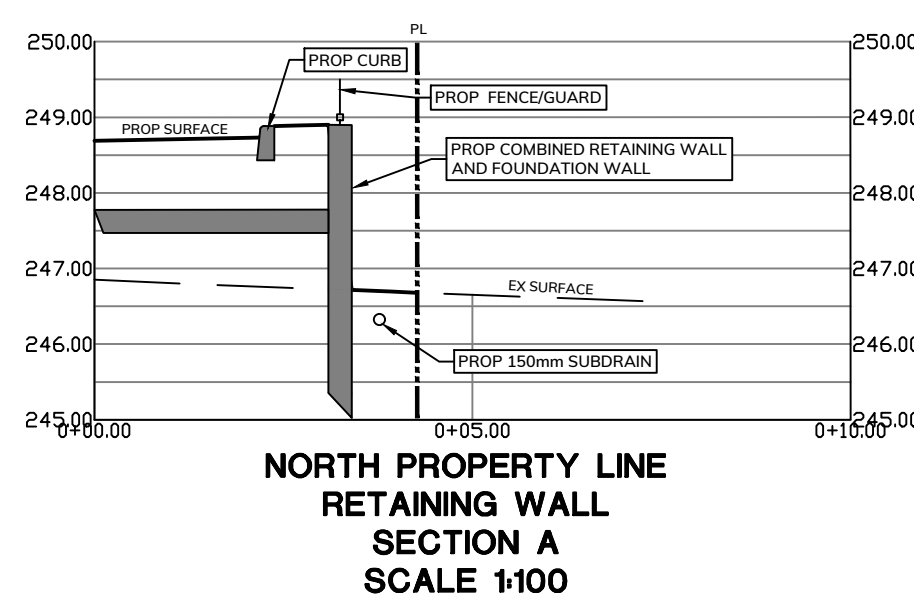 PL
250.00
250.00
PROP CURB
PROP FENCE/GUARD
249.00
249.00
PROP SURFACE
PROP COMBINED RETAINING WALL
AND FOUNDATION WALL
248.00
248.00
247.00
247.00
EX SURFACE
246.00
246.00
PROP 150mm SUBDRAIN
245.00
245.00
0+00.00
0+05.00
0+10.00
NORTH PROPERTY LINE
RETAINING WALL
SECTION A
SCALE 1:100